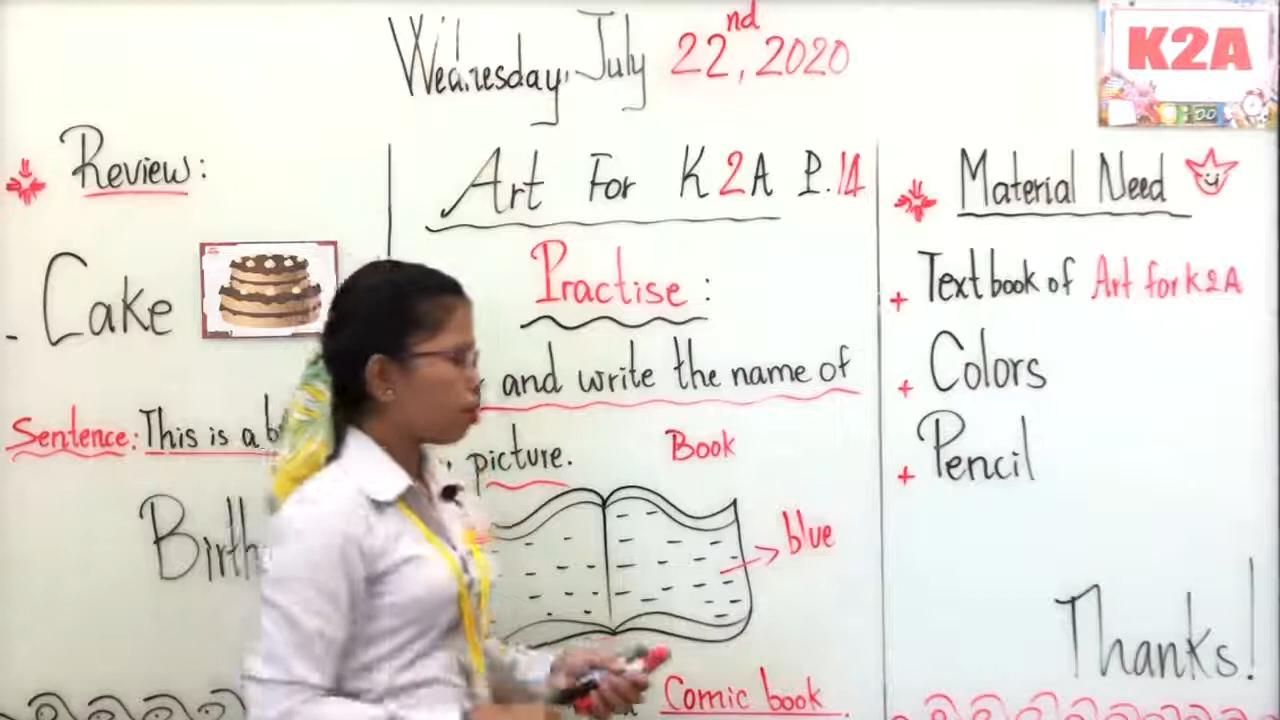 Wednesday, July 22nd, 2020
K2A
Review:
Cake
Sentence: This is a
Art For K2A P.14
Practise:
and write the name of
picture.
Book
blue
Comic book
Material Need
+ Textbook of Art for K2A
+ Colors
+ Pencil
Thanks!